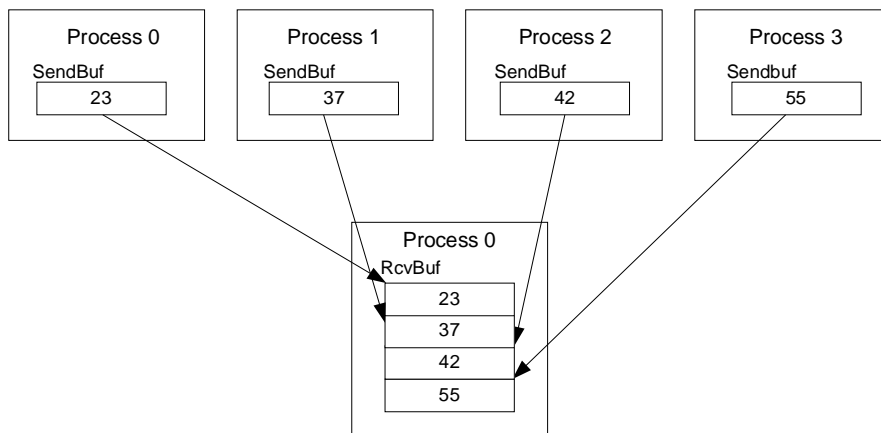 Process 0
Process 1
Process 2
Process 3
SendBuf
SendBuf
SendBuf
Sendbuf
23
37
42
55
Process 0
RcvBuf
23
37
42
55